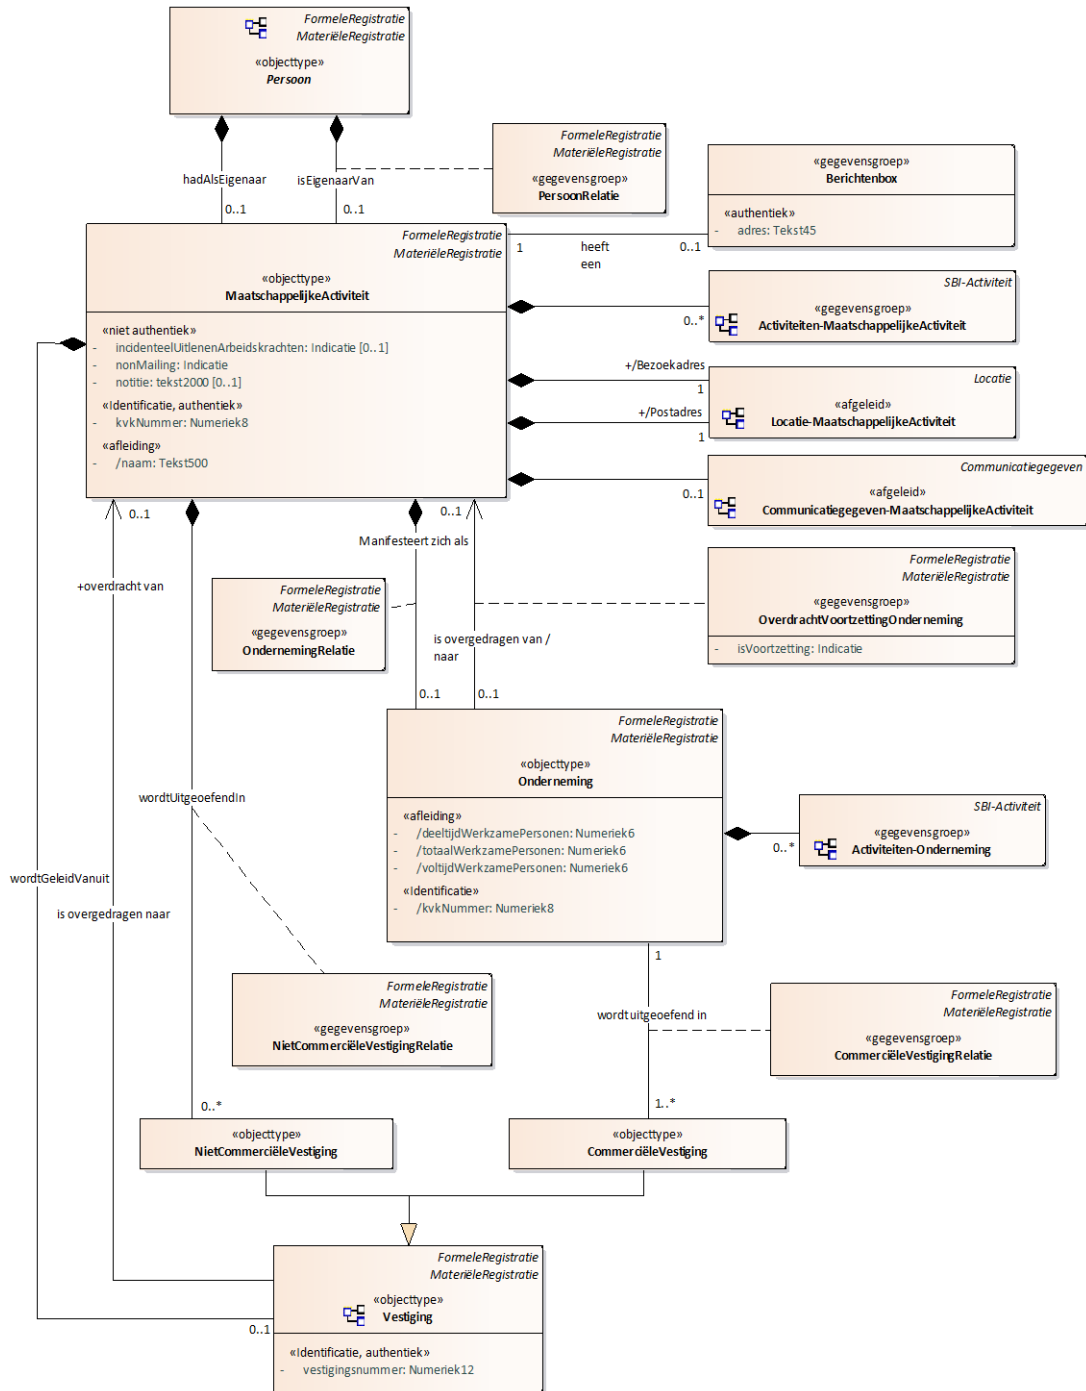 FormeleRegistratie
MateriëleRegistratie
«objecttype»
Persoon
hadAlsEigenaar
isEigenaarVan
0..1
0..1
FormeleRegistratie
MateriëleRegistratie
«gegevensgroep»
PersoonRelatie
«gegevensgroep»
Berichtenbox
«authentiek»
- adres: Tekst45
1
heeft
een
0..1
FormeleRegistratie
MateriëleRegistratie
«objecttype»
MaatschappelijkeActiviteit
«niet authentiek»
- incidenteelUitlenenArbeidskrachten: Indicatie [0..1]
- nonMailing: Indicatie
- notitie: tekst2000 [0..1]
«Identificatie, authentiek»
- kvkNummer: Numeriek8
«afleiding»
- /naam: Tekst500
SBI-Activiteit
«gegevensgroep»
Activiteiten-MaatschappelijkeActiviteit
0..*
+/Bezoekadres
1
+/Postadres
1
Locatie
«afgeleid»
Locatie-MaatschappelijkeActiviteit
Communicatiegegeven
«afgeleid»
Communicatiegegeven-MaatschappelijkeActiviteit
0..1
0..1
0..1
Manifesteert zich als
+overdracht van
FormeleRegistratie
MateriëleRegistratie
«gegevensgroep»
OndernemingRelatie
FormeleRegistratie
MateriëleRegistratie
«gegevensgroep»
OverdrachtVoortzettingOnderneming
- isVoortzetting: Indicatie
is overgedragen van /
naar
0..1
0..1
FormeleRegistratie
MateriëleRegistratie
«objecttype»
Onderneming
«afleiding»
- /deeltijdWerkzamePersonen: Numeriek6
- /totaalWerkzamePersonen: Numeriek6
- /voltijdWerkzamePersonen: Numeriek6
«Identificatie»
- /kvkNummer: Numeriek8
SBI-Activiteit
«gegevensgroep»
Activiteiten-Onderneming
0..*
wordtUitgeoefendIn
wordtGeleidVanuit
is overgedragen naar
1
FormeleRegistratie
MateriëleRegistratie
«gegevensgroep»
NietCommerciëleVestigingRelatie
wordt uitgeoefend in
FormeleRegistratie
MateriëleRegistratie
«gegevensgroep»
CommerciëleVestigingRelatie
0..*
1..*
«objecttype»
NietCommerciëleVestiging
«objecttype»
CommerciëleVestiging
FormeleRegistratie
MateriëleRegistratie
«objecttype»
Vestiging
0..1
«Identificatie, authentiek»
- vestigingsnummer: Numeriek12